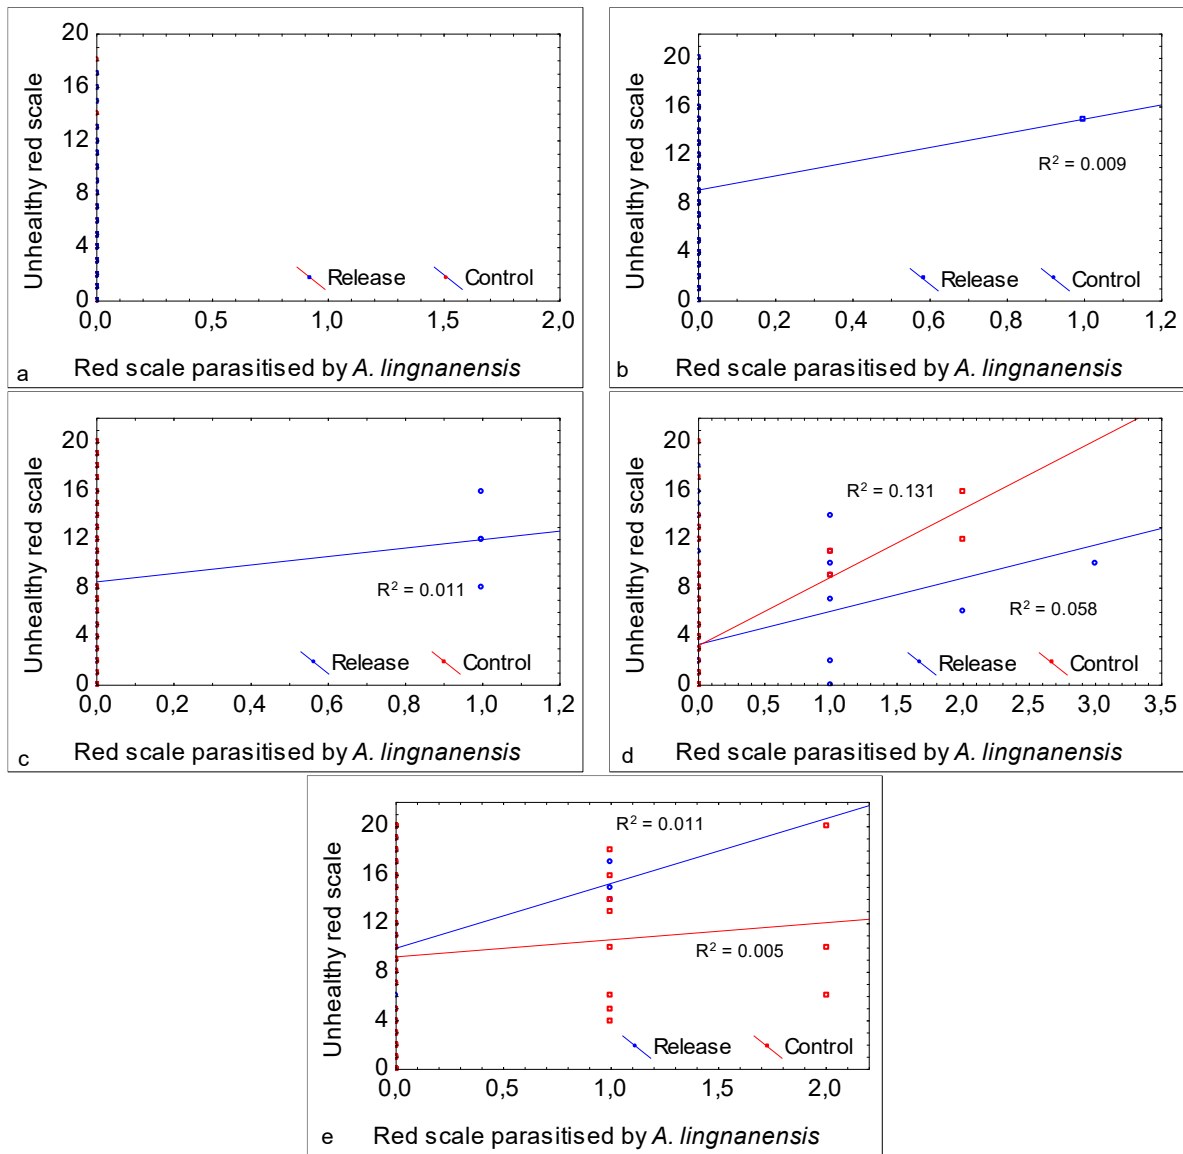 20
16
12
8
4
0
Unhealthy red scale
Release Control
0,0 0,5 1,0 1,5 2,0
a Red scale parasitised by A. lingnanensis
20
16
12
8
4
0
Unhealthy red scale
R² = 0.009
Release Control
0,0 0,2 0,4 0,6 0,8 1,0 1,2
b Red scale parasitised by A. lingnanensis
20
16
12
8
4
0
Unhealthy red scale
R² = 0.011
Release Control
0,0 0,2 0,4 0,6 0,8 1,0 1,2
c Red scale parasitised by A. lingnanensis
20
16
12
8
4
0
Unhealthy red scale
R² = 0.131
R² = 0.058
Release Control
0,0 0,5 1,0 1,5 2,0 2,5 3,0 3,5
d Red scale parasitised by A. lingnanensis
20
16
12
8
4
0
Unhealthy red scale
R² = 0.011
R² = 0.005
Release Control
0,0 0,5 1,0 1,5 2,0
e Red scale parasitised by A. lingnanensis